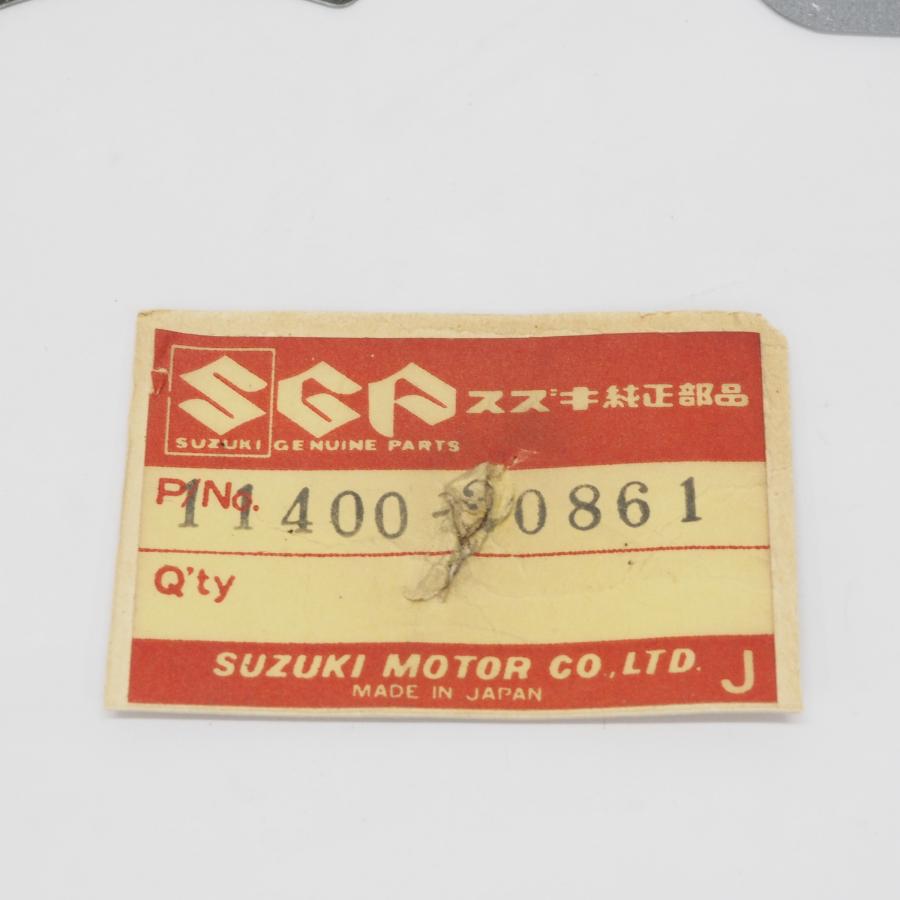 SGP スズキ純正部品
SUZUKI GENUINE PARTS
P/No. 11400-20861
Q'ty
SUZUKI MOTOR CO.,LTD. J
MADE IN JAPAN